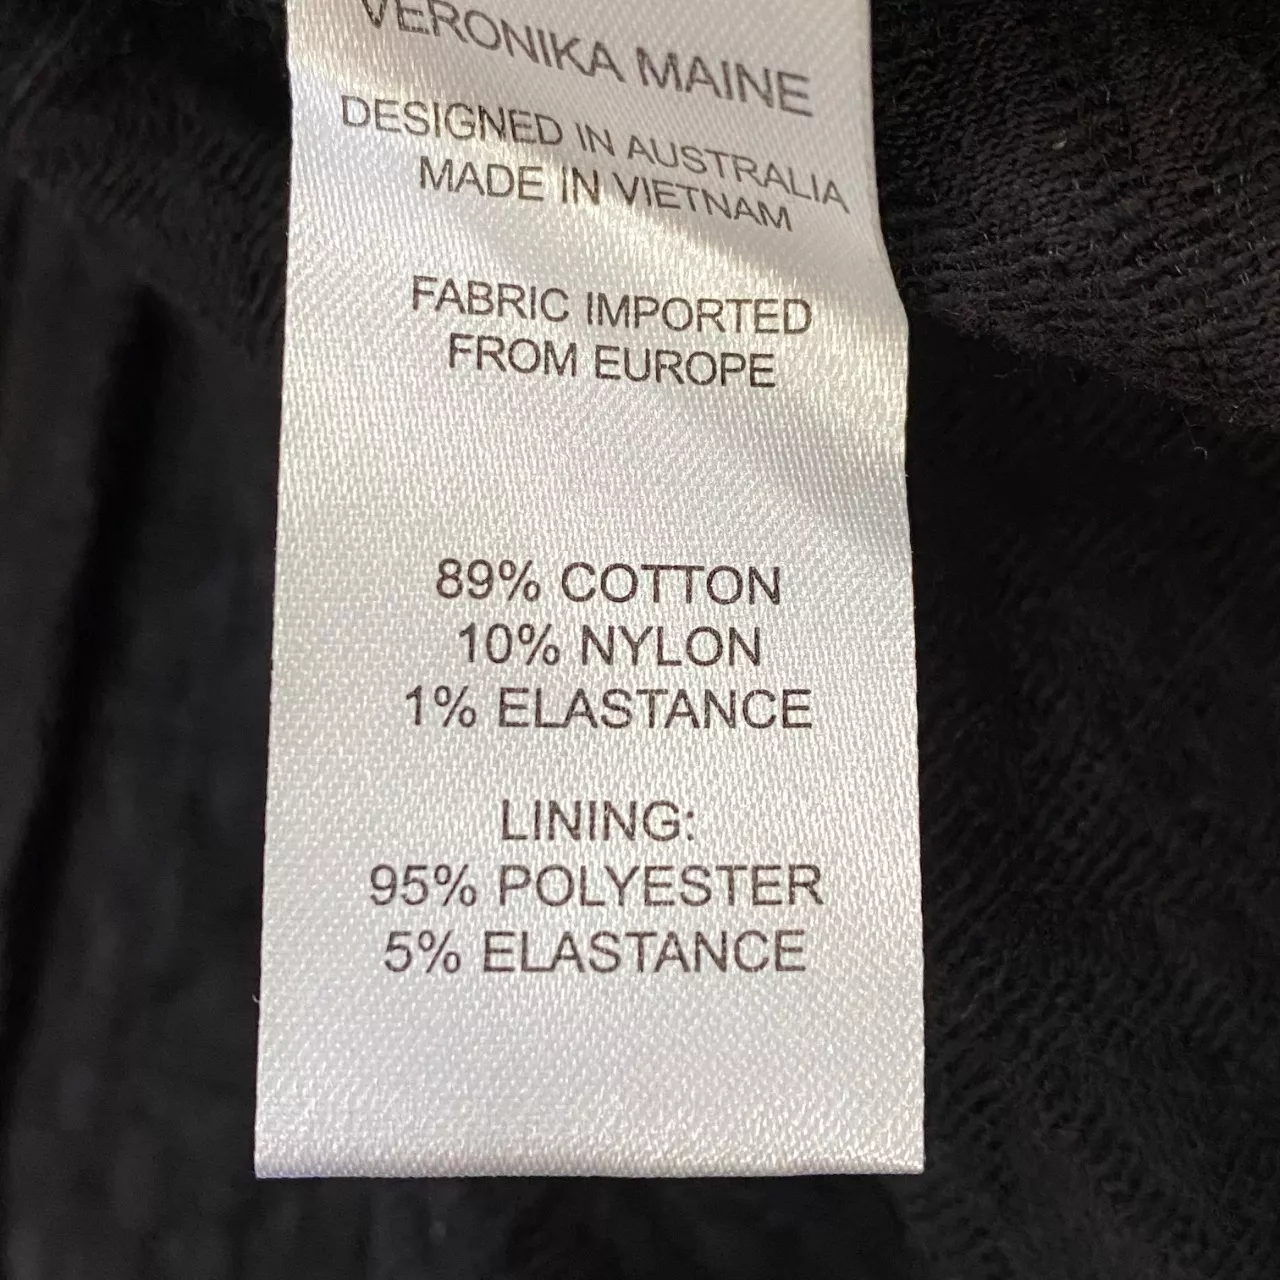 VERONIKA MAINE
DESIGNED IN AUSTRALIA
MADE IN VIETNAM
FABRIC IMPORTED
FROM EUROPE
89% COTTON
10% NYLON
1% ELASTANCE
LINING:
95% POLYESTER
5% ELASTANCE